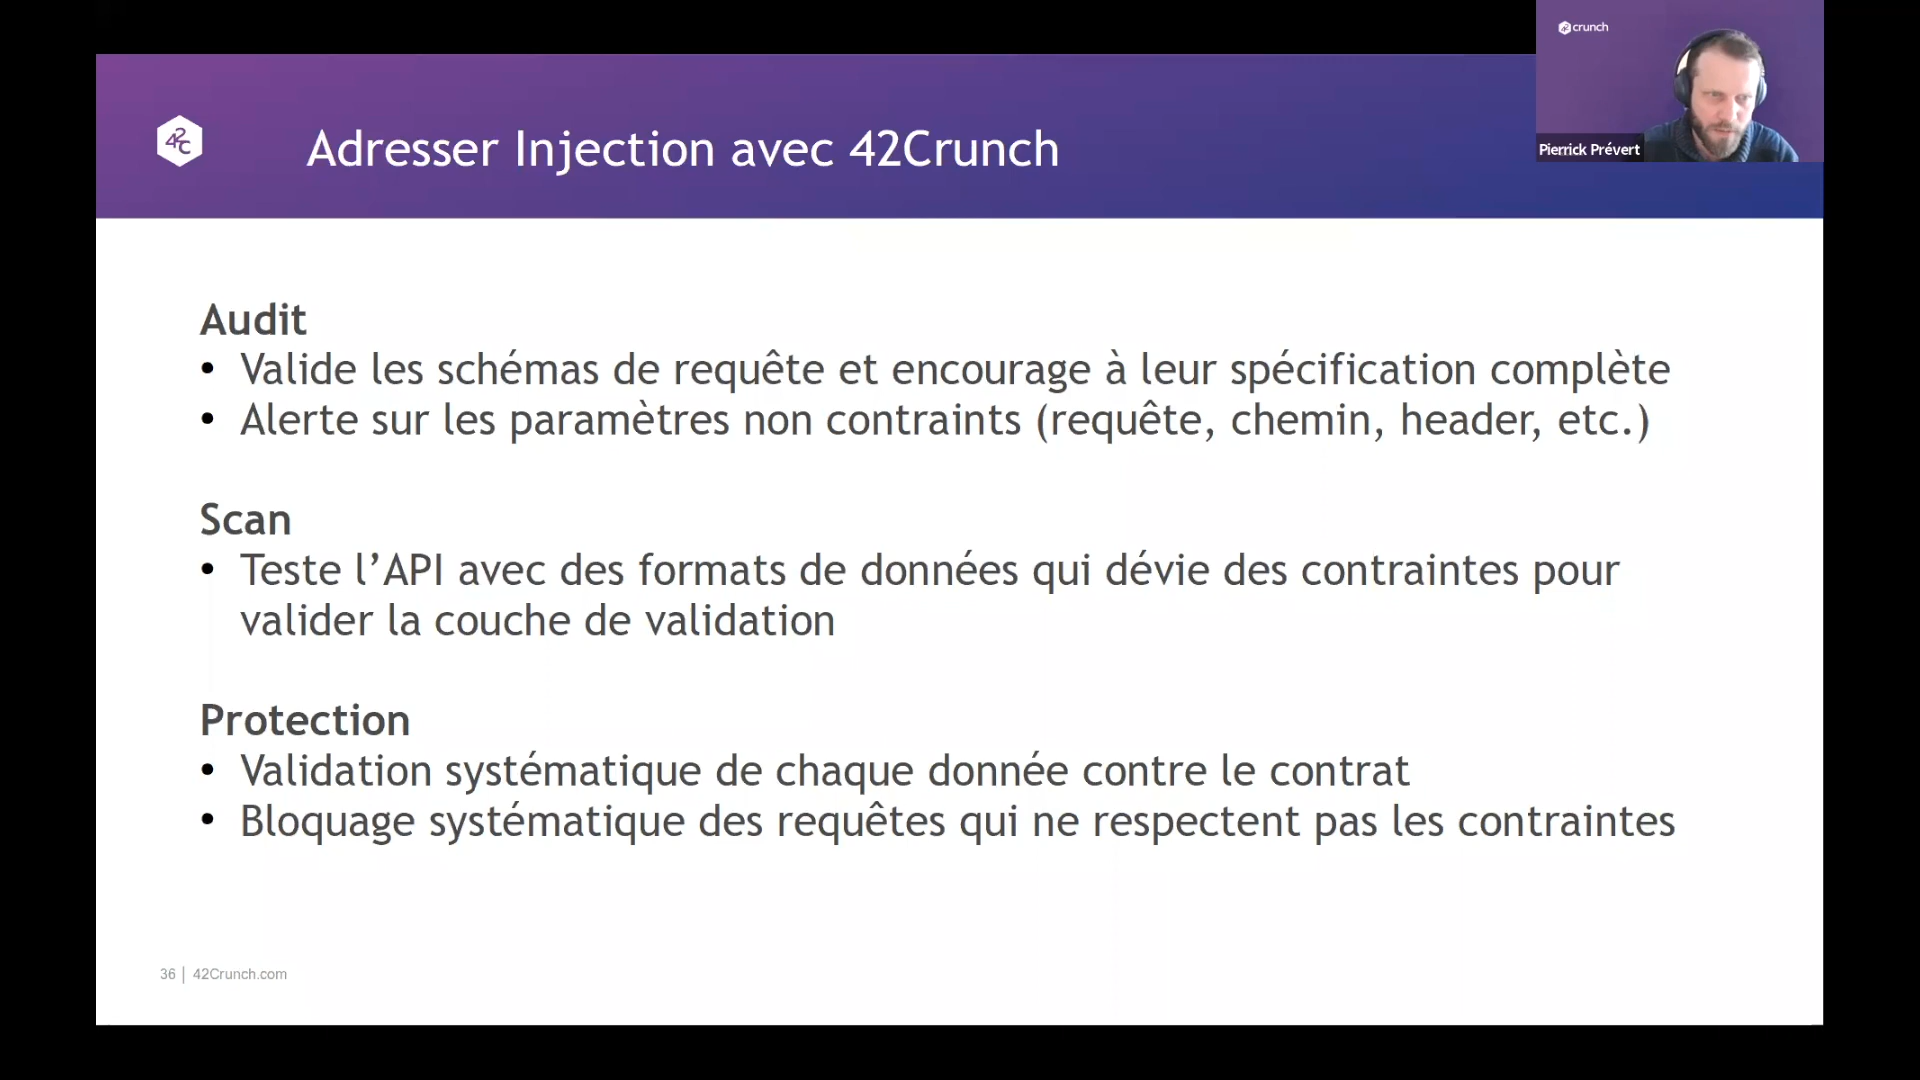 crunch
Pierrick Prévert
42C
Adresser Injection avec 42Crunch
Audit
• Valide les schémas de requête et encourage à leur spécification complète
• Alerte sur les paramètres non contraints (requête, chemin, header, etc.)
Scan
• Teste l’API avec des formats de données qui dévie des contraintes pour
valider la couche de validation
Protection
• Validation systématique de chaque donnée contre le contrat
• Bloquage systématique des requêtes qui ne respectent pas les contraintes
36 | 42Crunch.com